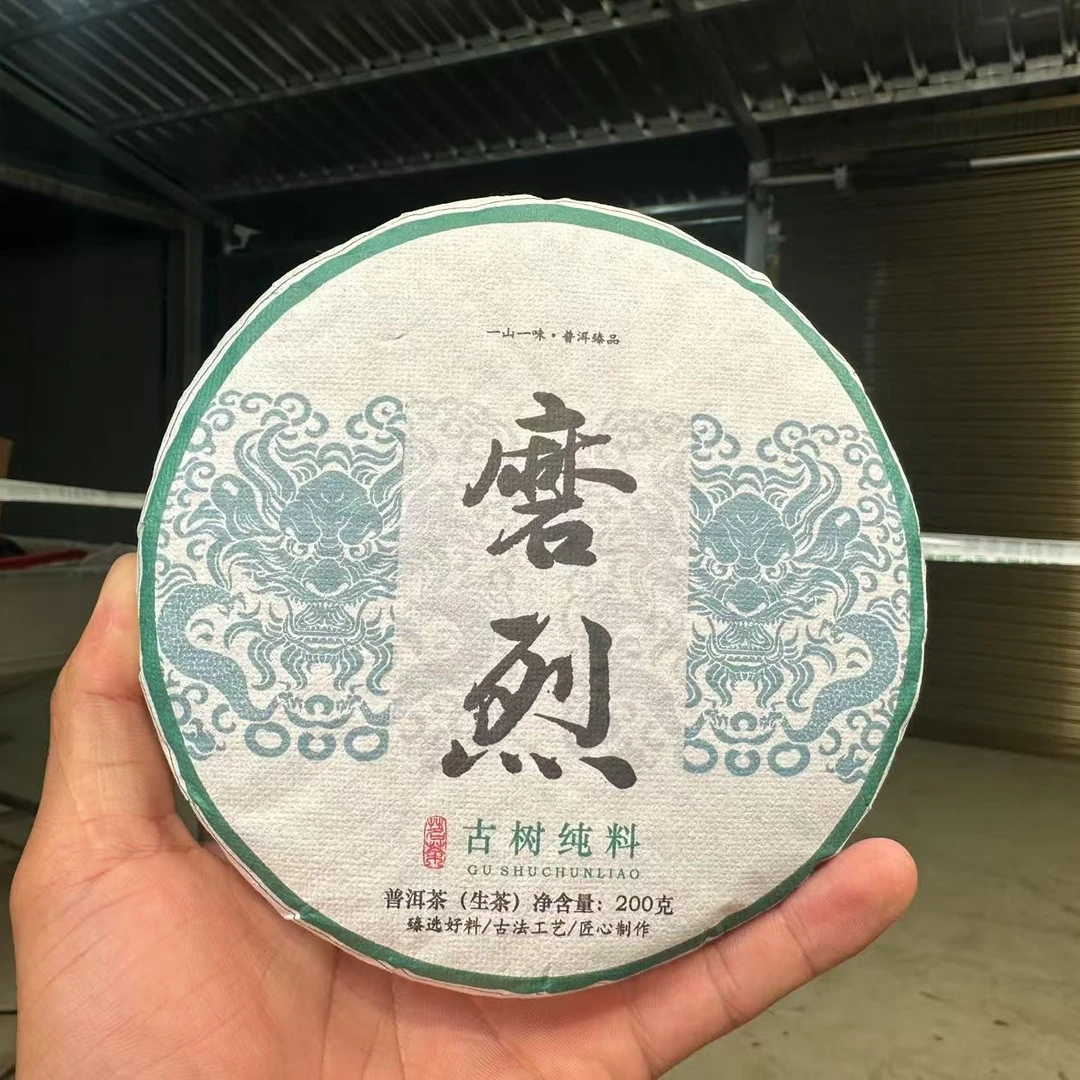 一山一味·普洱臻品
磨
烈
茗茶
古树纯料
GU SHUCHUNLIAO
普洱茶（生茶）净含量：200克
臻选好料/古法工艺/匠心制作